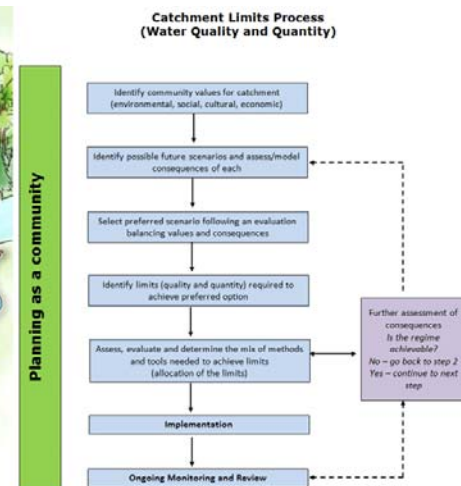 Catchment Limits Process
(Water Quality and Quantity)
Planning as a community
Identify community values for catchment
(environmental, social, cultural, economic)
Identify possible future scenarios and assess/model
consequences of each
Select preferred scenario following an evaluation
balancing values and consequences
Identify limits (quality and quantity) required to
achieve preferred option
Assess, evaluate and determine the mix of methods
and tools needed to achieve limits
(allocation of the limits)
Further assessment of
consequences
Is the regime
achievable?
No – go back to step 2
Yes – continue to next
step
Implementation
Ongoing Monitoring and Review